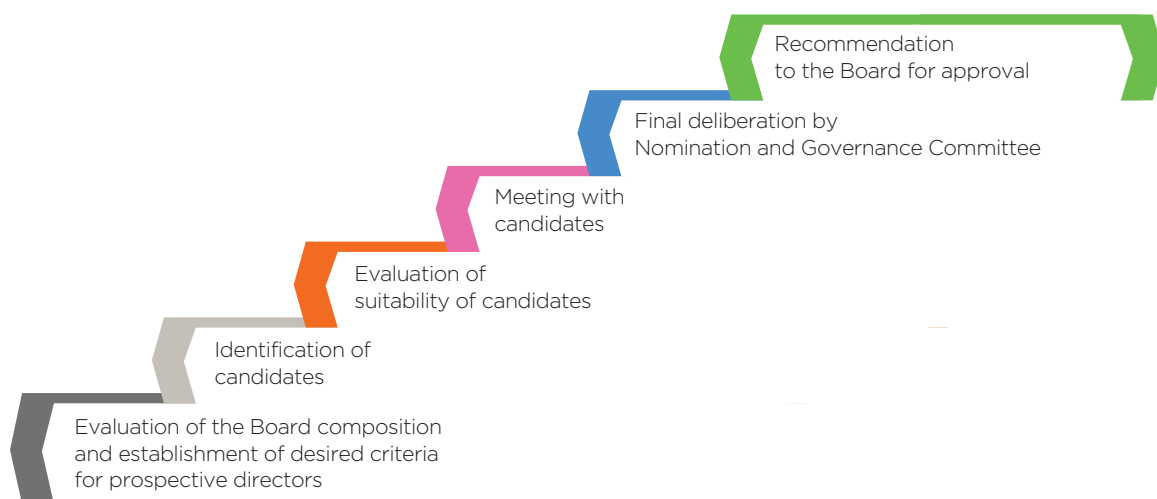 Recommendation
to the Board for approval
Final deliberation by
Nomination and Governance Committee
Meeting with
candidates
Evaluation of
suitability of candidates
Identification of
candidates
Evaluation of the Board composition
and establishment of desired criteria
for prospective directors